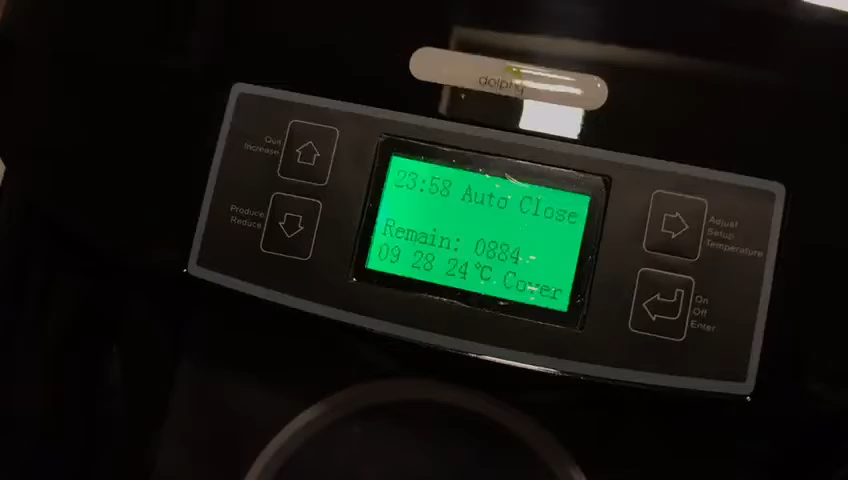 dolphy
Out
Increase
Produce
Reduce
23:58 Auto Close
Remain: 0884
09 28 24℃ Cover
Adjust
Setup
Temperature
On
Off
Enter